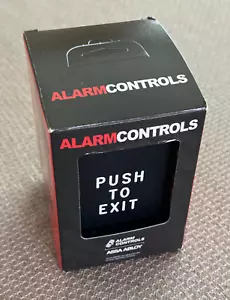 ALARMCONTROLS
ALARMCONTROLS
PUSH
TO
EXIT
ALARM
CONTROLS
ASSA ABLOY